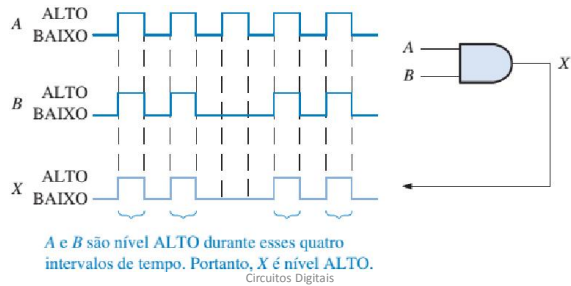 A ALTO
BAIXO
B ALTO
BAIXO
X ALTO
BAIXO
A
B
X
A e B são nível ALTO durante esses quatro
intervalos de tempo. Portanto, X é nível ALTO.
Circuitos Digitais